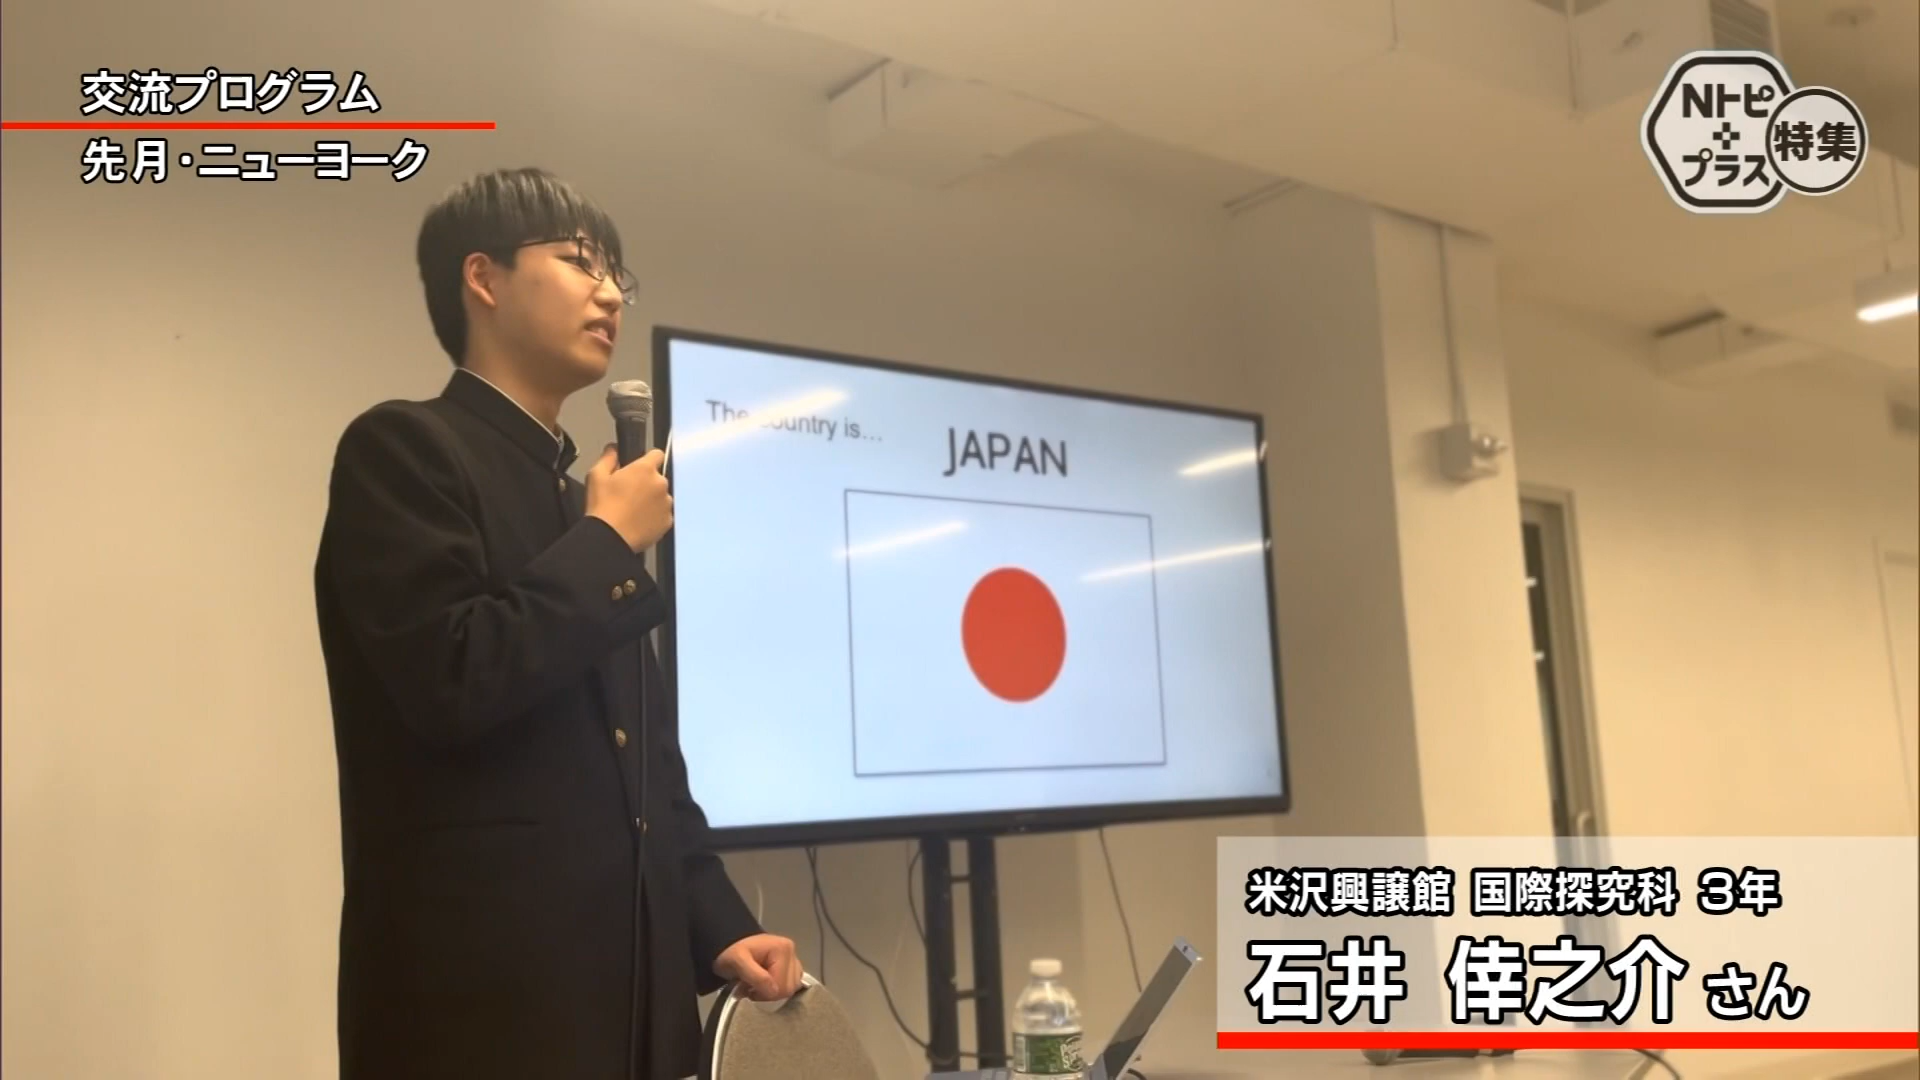 交流プログラム
先月・ニューヨーク
Nトピ
+
プラス
特集
The country is...
JAPAN
米沢興譲館 国際探究科 3年
石井 倖之介 さん